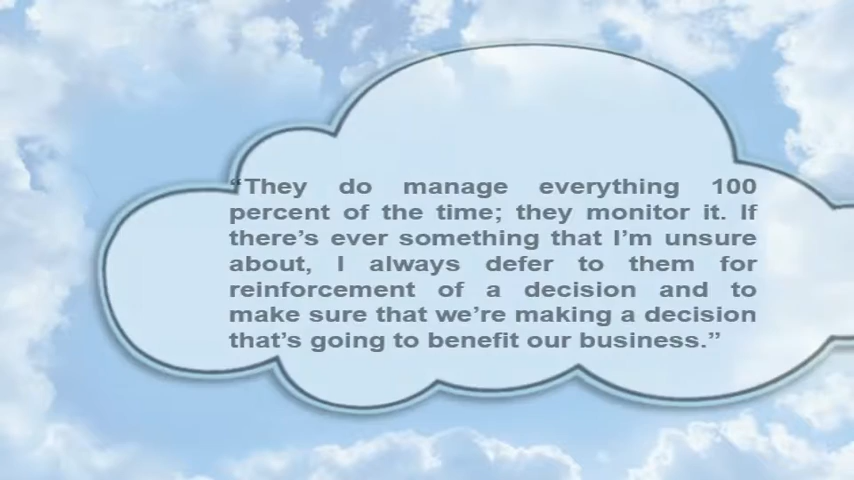 “They do manage everything 100
percent of the time; they monitor it. If
there’s ever something that I’m unsure
about, I always defer to them for
reinforcement of a decision and to
make sure that we’re making a decision
that’s going to benefit our business.”